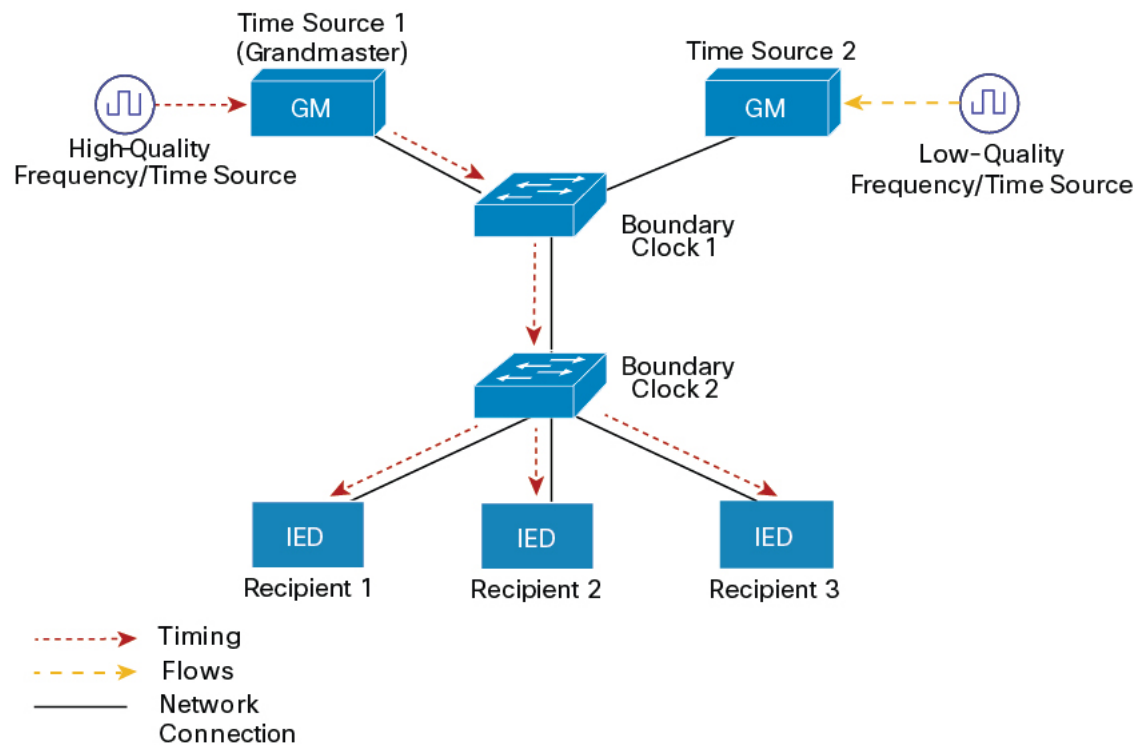 Time Source 1
(Grandmaster)
Time Source 2
GM
GM
High-Quality
Frequency/Time Source
Low-Quality
Frequency/Time Source
Boundary
Clock 1
Boundary
Clock 2
IED
IED
IED
Recipient 1
Recipient 2
Recipient 3
Timing
Flows
Network
Connection